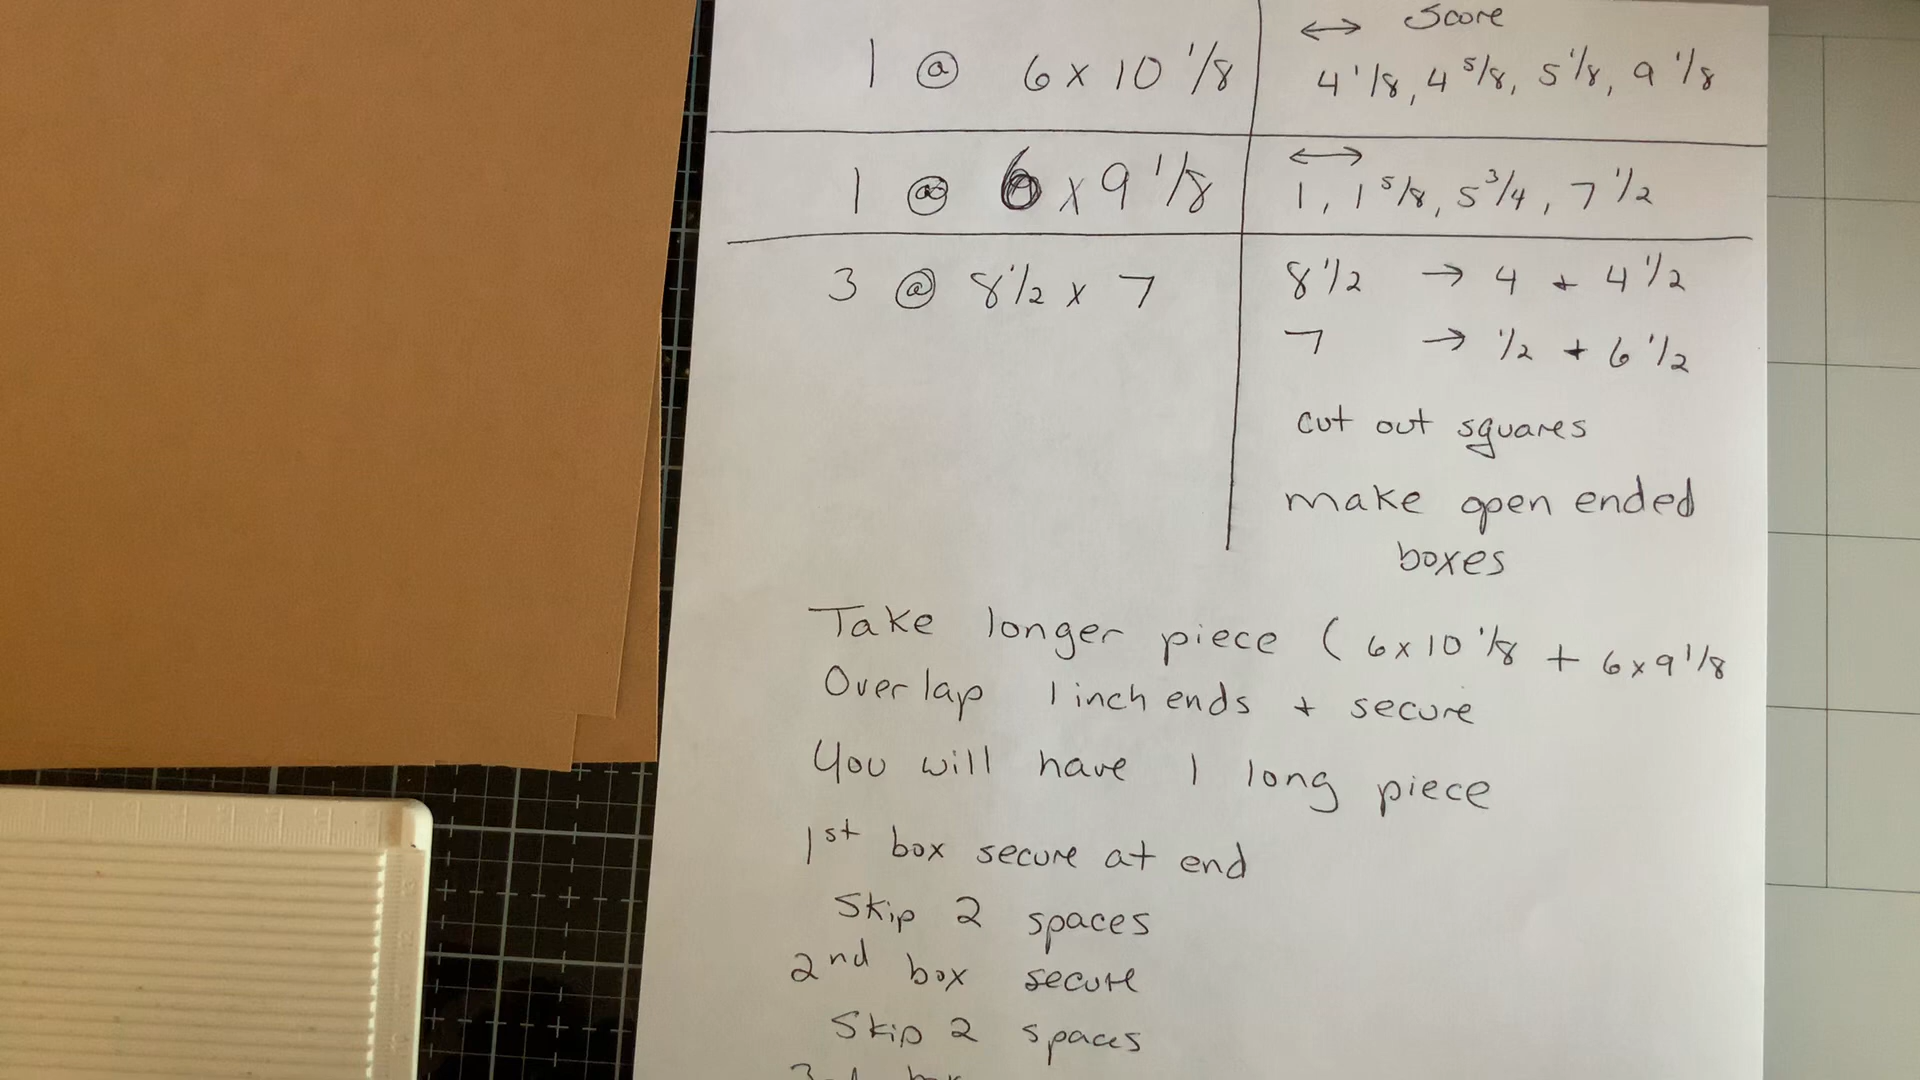 ↔ Score
1 @ 6 x 10 1/8 4 1/8, 4 5/8, 5 1/8, 9 1/8
↔
1 @ 6 x 9 1/8 1, 1 5/8, 5 3/4, 7 1/2
3 @ 8 1/2 x 7 8 1/2 → 4 + 4 1/2
7 → 1/2 + 6 1/2
cut out squares
make open ended
boxes
Take longer piece ( 6 x 10 1/8 + 6 x 9 1/8
Overlap 1 inch ends + secure
You will have 1 long piece
1st box secure at end
Skip 2 spaces
2nd box secure
Skip 2 spaces